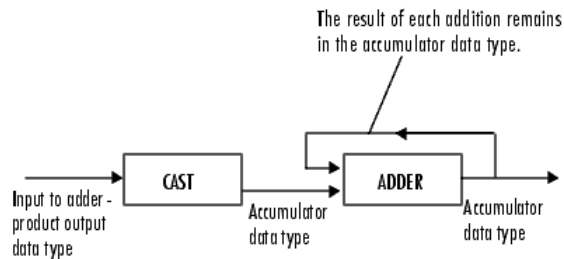 The result of each addition remains
in the accumulator data type.
CAST
ADDER
Input to adder -
product output
data type
Accumulator
data type
Accumulator
data type